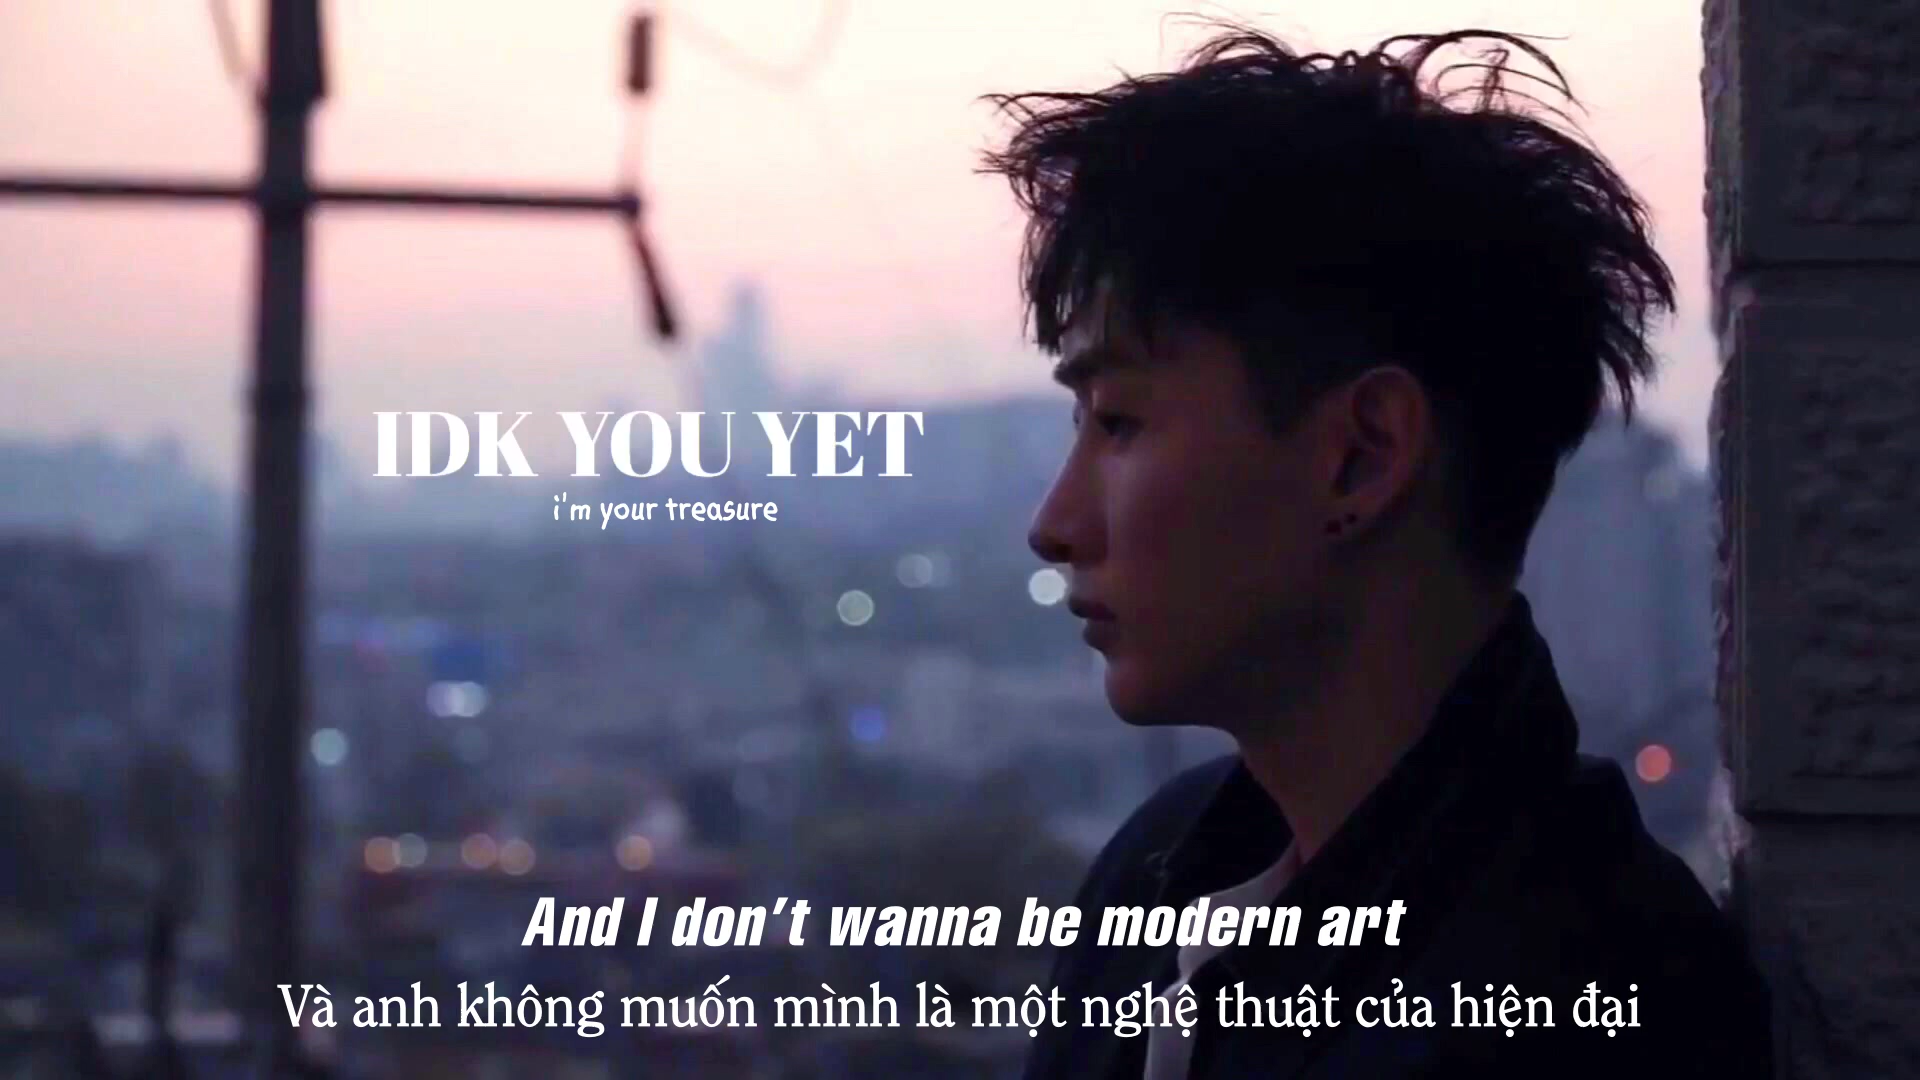 IDK YOU YET
i'm your treasure
And I don't wanna be modern art
Và anh không muốn mình là một nghệ thuật của hiện đại